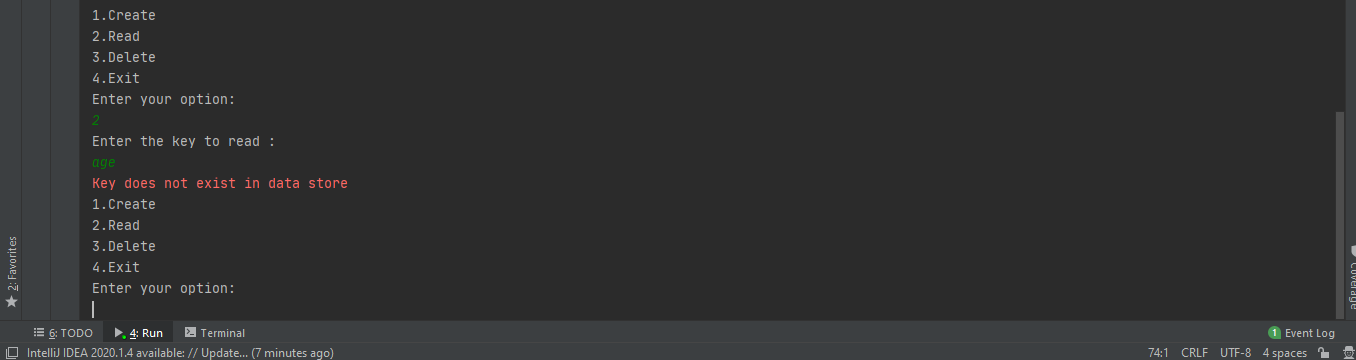 1.Create
2.Read
3.Delete
4.Exit
Enter your option:
2
Enter the key to read :
age
Key does not exist in data store
1.Create
2.Read
3.Delete
4.Exit
Enter your option:
2: Favorites
Coverage
6: TODO 4: Run Terminal 1 Event Log
IntelliJ IDEA 2020.1.4 available: // Update... (7 minutes ago) 74:1 CRLF UTF-8 4 spaces